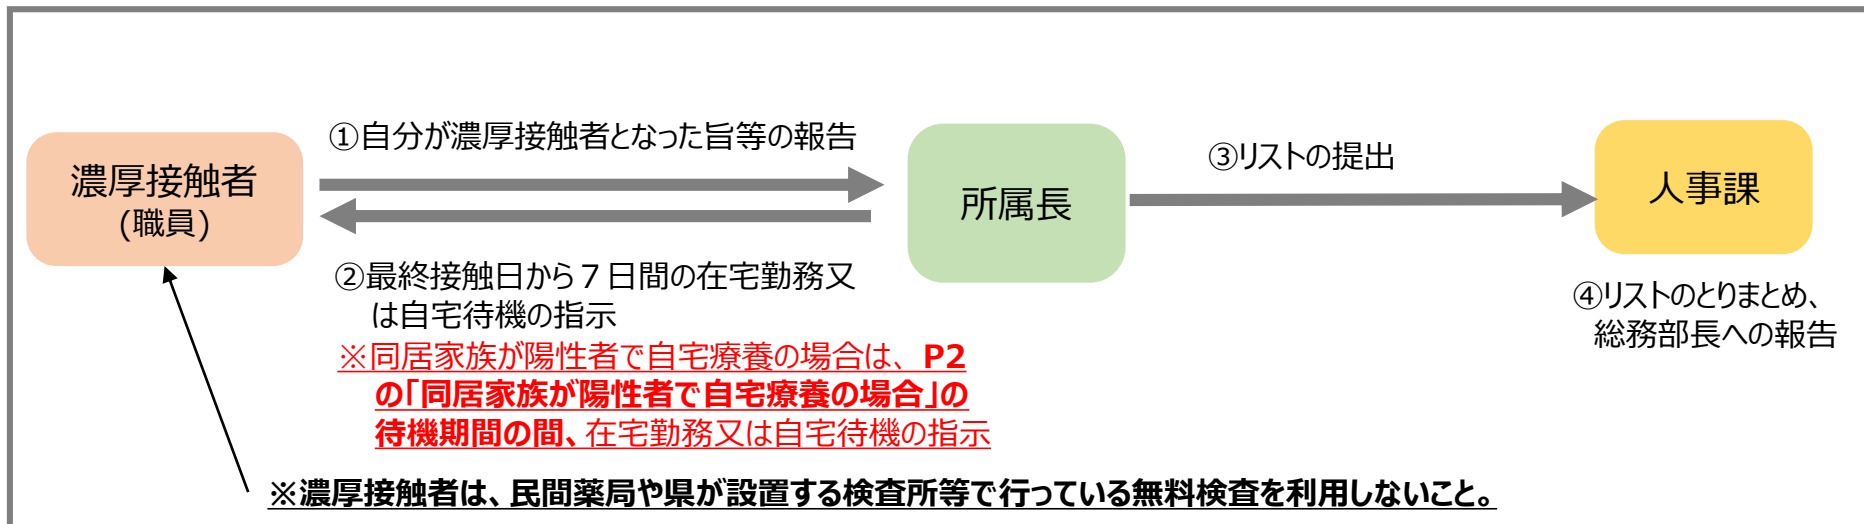 ①自分が濃厚接触者となった旨等の報告
濃厚接触者
(職員)
所属長
③リストの提出
人事課
②最終接触日から７日間の在宅勤務又
は自宅待機の指示
※同居家族が陽性者で自宅療養の場合は、P2
の「同居家族が陽性者で自宅療養の場合」の
待機期間の間、在宅勤務又は自宅待機の指示
④リストのとりまとめ、
総務部長への報告
※濃厚接触者は、民間薬局や県が設置する検査所等で行っている無料検査を利用しないこと。